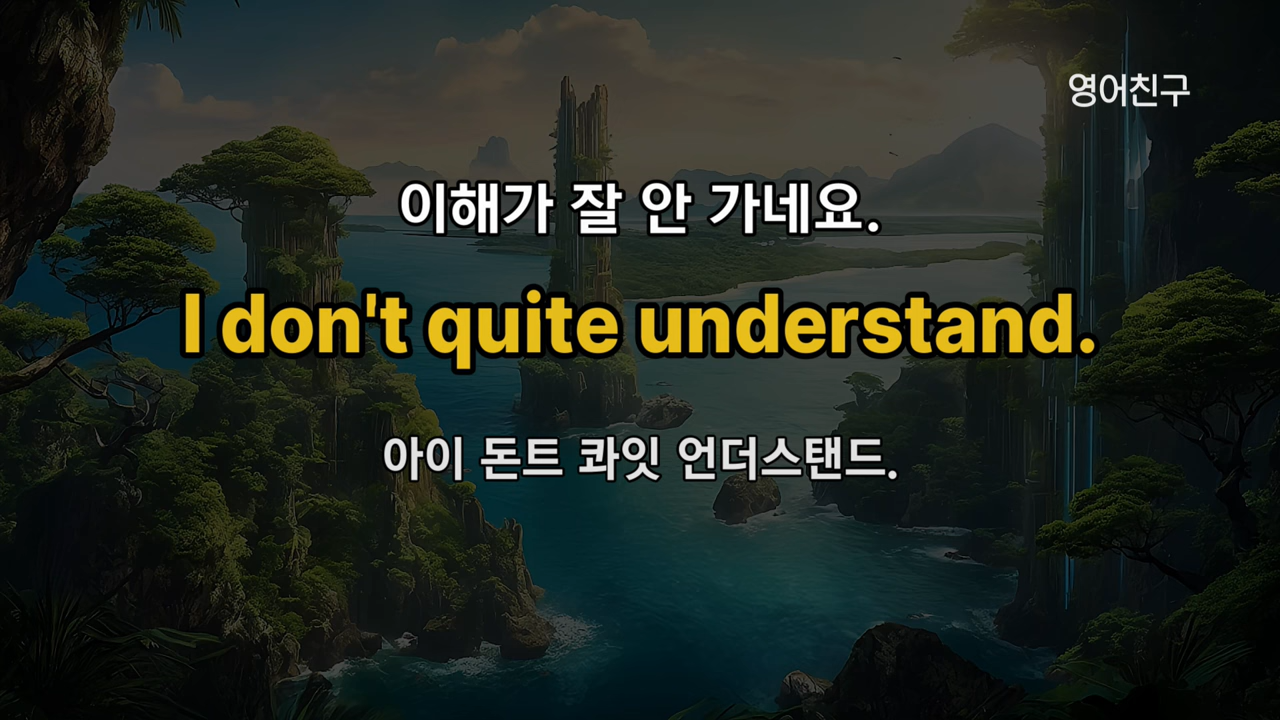 영어친구
이해가 잘 안 가네요.
I don't quite understand.
아이 돈트 콰잇 언더스탠드.